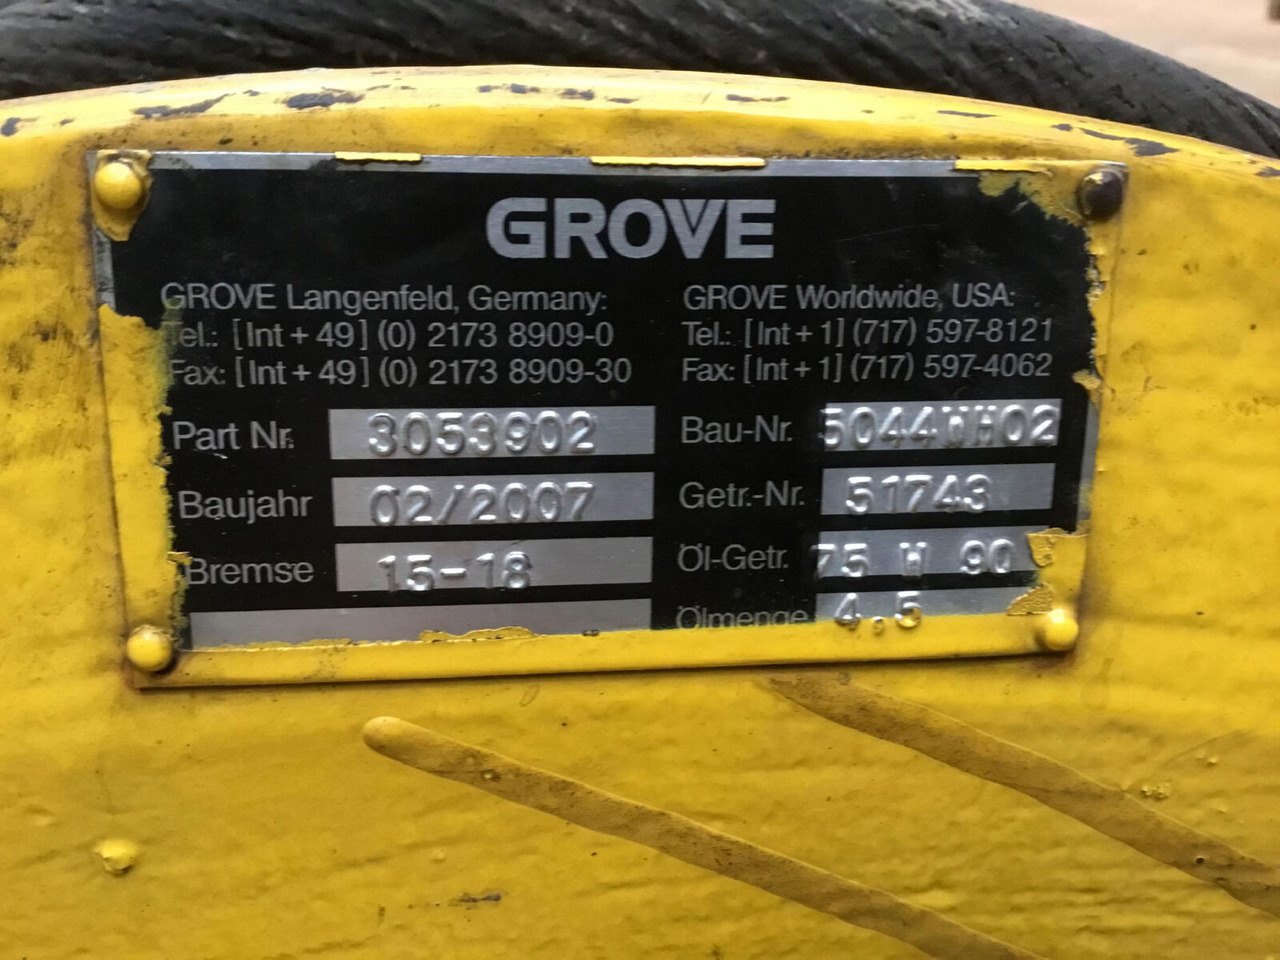 GROVE
GROVE Langenfeld, Germany:
Tel.: [Int + 49] (0) 2173 8909-0
Fax: [Int + 49] (0) 2173 8909-30
GROVE Worldwide, USA:
Tel.: [Int + 1] (717) 597-8121
Fax: [Int + 1] (717) 597-4062
Part Nr. 3053902
Baujahr 02/2007
Bremse 15-18
Bau-Nr. 5044WH02
Getr.-Nr. 51743
Öl-Getr. 75 W 90
Ölmenge 4.5